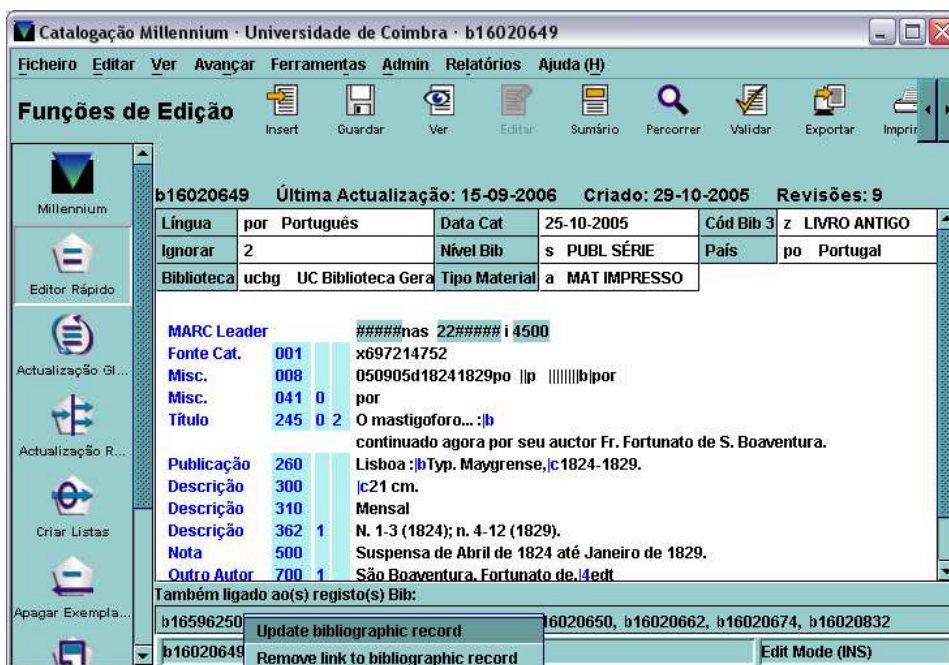 Catalogação Millennium · Universidade de Coimbra · b16020649
Ficheiro Editar Ver Avançar Ferramentas Admin Relatórios Ajuda (H)
Funções de Edição
Insert Guardar Ver Editar Sumário Percorrer Validar Exportar Imprir
Millennium
Editor Rápido
Actualização Gl...
Actualização R...
Criar Listas
Apagar Exempla...
b16020649 Última Actualização: 15-09-2006 Criado: 29-10-2005 Revisões: 9
Língua por Português Data Cat 25-10-2005 Cód Bib 3 z LIVRO ANTIGO
Ignorar 2 Nível Bib s PUBL SÉRIE País po Portugal
Biblioteca ucbg UC Biblioteca Gera Tipo Material a MAT IMPRESSO
MARC Leader #####nas 22##### i 4500
Fonte Cat. 001 x697214752
Misc. 008 050905d18241829po ||p ||||||||b|por
Misc. 041 0 por
Título 245 0 2 O mastigoforo... :|b
continuado agora por seu auctor Fr. Fortunato de S. Boaventura.
Publicação 260 Lisboa :|bTyp. Maygrense,|c1824-1829.
Descrição 300 |c21 cm.
Descrição 310 Mensal
Descrição 362 1 N. 1-3 (1824); n. 4-12 (1829).
Nota 500 Suspensa de Abril de 1824 até Janeiro de 1829.
Outro Autor 700 1 São Boaventura, Fortunato de,|4edt
Também ligado ao(s) registo(s) Bib:
b16596250 16020650, b16020662, b16020674, b16020832
Update bibliographic record
Remove link to bibliographic record
b16020649 Edit Mode (INS)